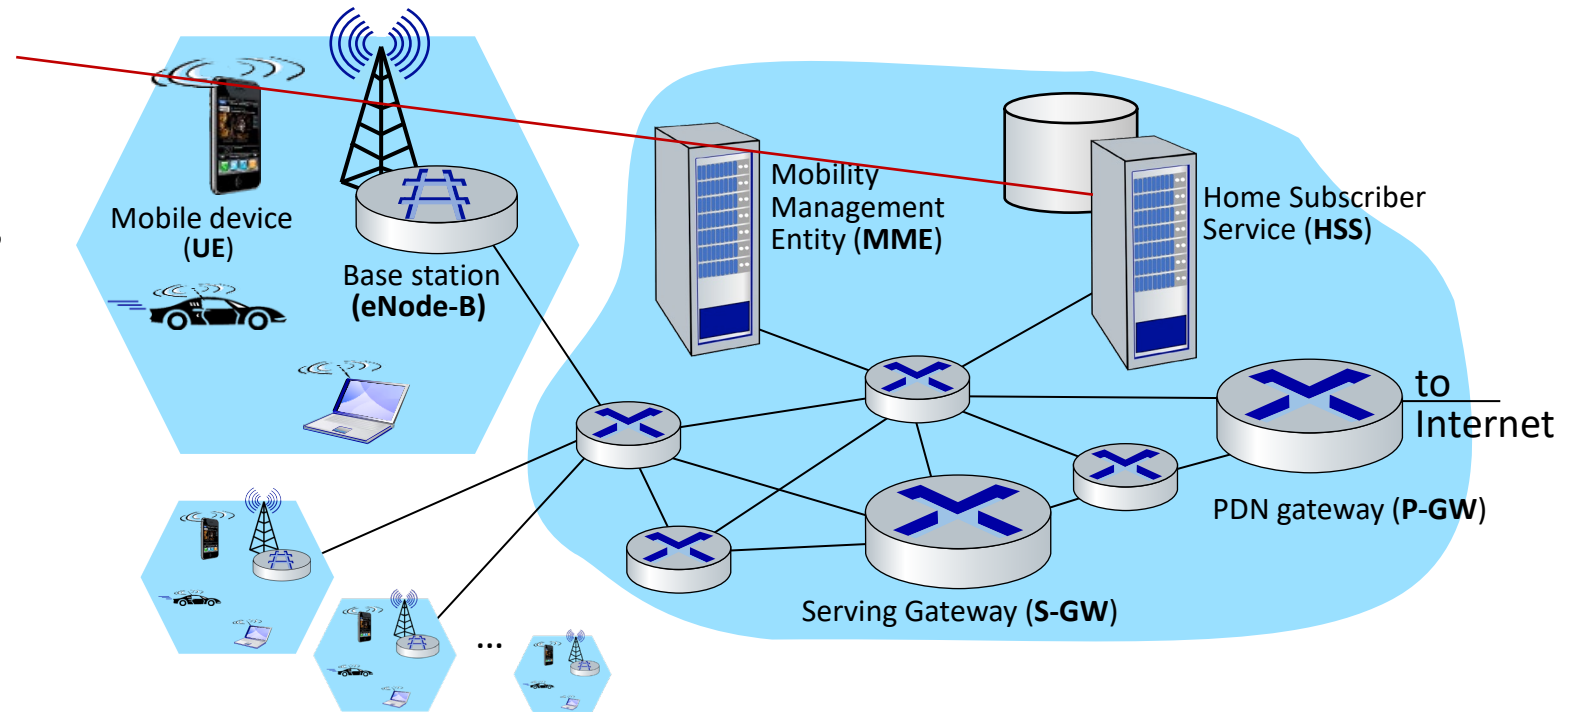 Mobile device
(UE)
Base station
(eNode-B)
Mobility
Management
Entity (MME)
Home Subscriber
Service (HSS)
to
Internet
PDN gateway (P-GW)
Serving Gateway (S-GW)
...